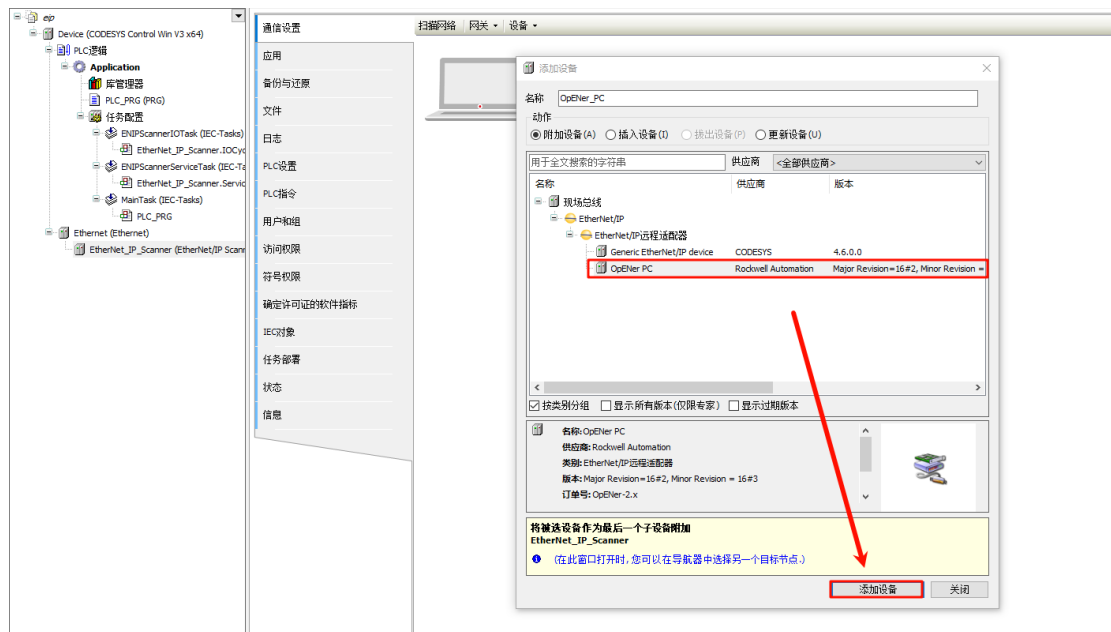 eip
Device (CODESYS Control Win V3 x64)
PLC逻辑
Application
库管理器
PLC_PRG (PRG)
任务配置
ENIPScannerIOTask (IEC-Tasks)
EtherNet_IP_Scanner.IOCyc
ENIPScannerServiceTask (IEC-Ta
EtherNet_IP_Scanner.Servic
MainTask (IEC-Tasks)
PLC_PRG
Ethernet (Ethernet)
EtherNet_IP_Scanner (EtherNet/IP Scanr
通信设置
应用
备份与还原
文件
日志
PLC设置
PLC指令
用户和组
访问权限
符号权限
确定许可证的软件指标
IEC对象
任务部署
状态
信息
扫描网络 网关 设备
添加设备
名称 OpENer_PC
动作
附加设备(A) 插入设备(I) 拔出设备(P) 更新设备(U)
用于全文搜索的字符串 供应商 <全部供应商>
名称 供应商 版本
现场总线
EtherNet/IP
EtherNet/IP远程适配器
Generic EtherNet/IP device CODESYS 4.6.0.0
OpENer PC Rockwell Automation Major Revision=16#2, Minor Revision =
按类别分组 显示所有版本(仅限专家) 显示过期版本
名称: OpENer PC
供应商: Rockwell Automation
类别: EtherNet/IP远程适配器
版本: Major Revision=16#2, Minor Revision = 16#3
订单号: OpENer-2.x
将被选设备作为最后一个子设备附加
EtherNet_IP_Scanner
(在此窗口打开时,您可以在导航器中选择另一个目标节点.)
添加设备 关闭